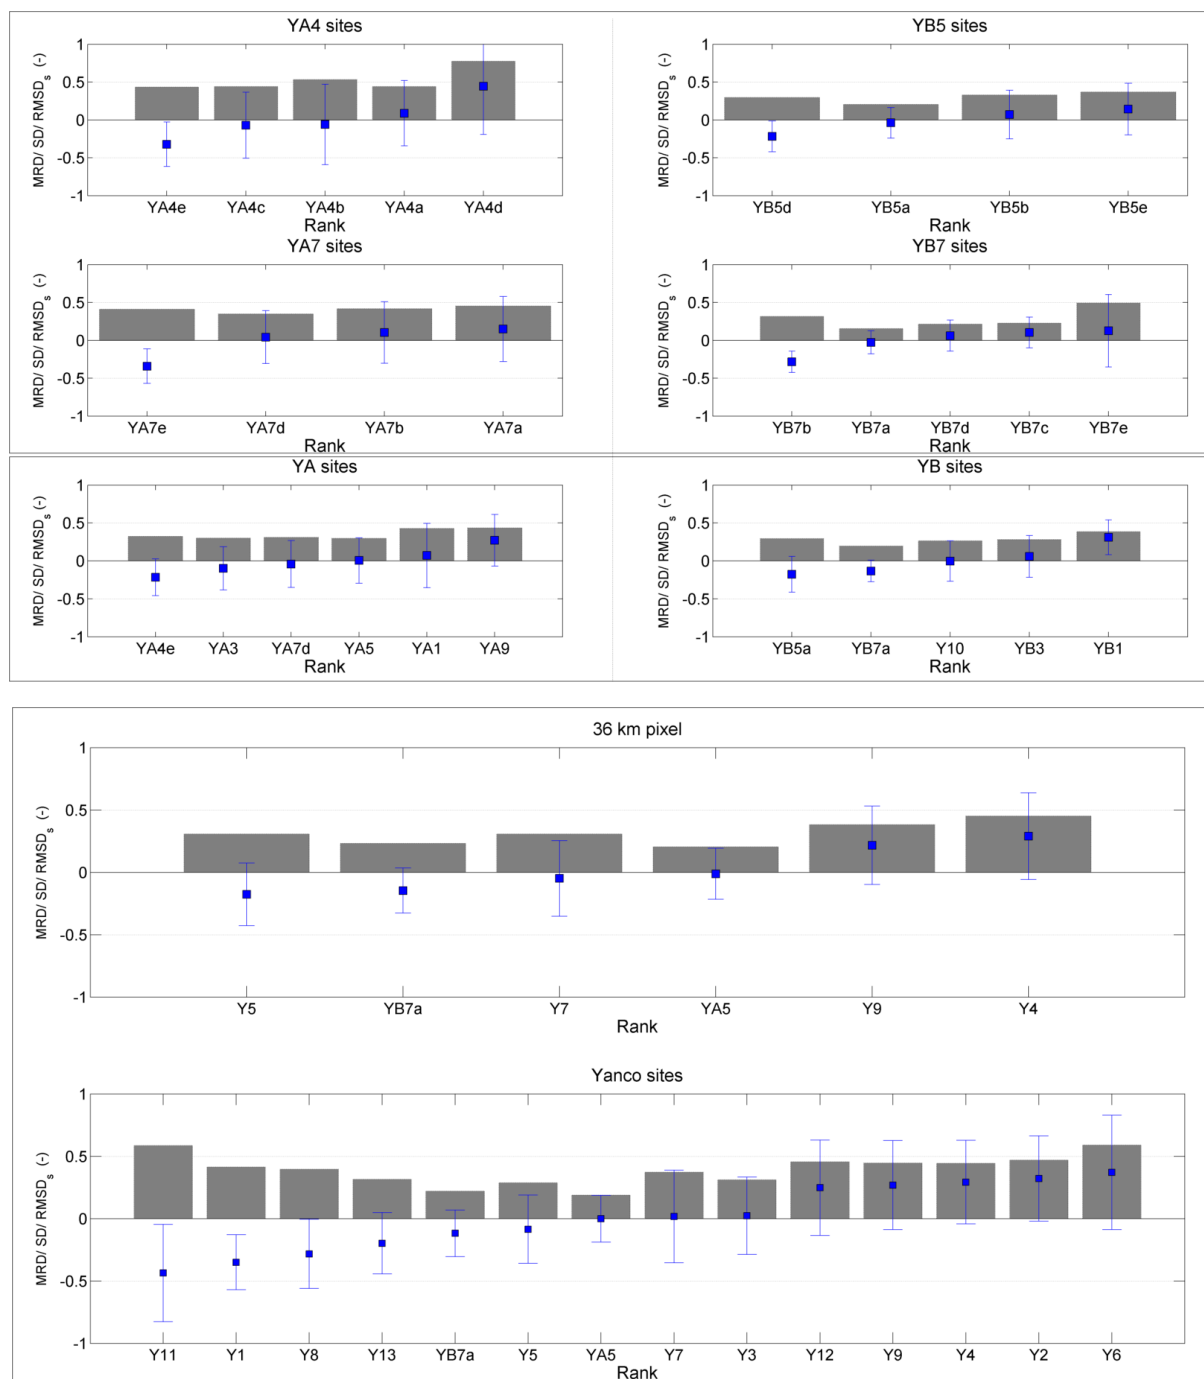 YA4 sites
MRD/ SD/ RMSD_s (-)
1
0.5
0
-0.5
-1
YA4e YA4c YA4b YA4a YA4d
Rank
YB5 sites
MRD/ SD/ RMSD_s (-)
1
0.5
0
-0.5
-1
YB5d YB5a YB5b YB5e
Rank
YA7 sites
MRD/ SD/ RMSD_s (-)
1
0.5
0
-0.5
-1
YA7e YA7d YA7b YA7a
Rank
YB7 sites
MRD/ SD/ RMSD_s (-)
1
0.5
0
-0.5
-1
YB7b YB7a YB7d YB7c YB7e
Rank
YA sites
MRD/ SD/ RMSD_s (-)
1
0.5
0
-0.5
-1
YA4e YA3 YA7d YA5 YA1 YA9
Rank
YB sites
MRD/ SD/ RMSD_s (-)
1
0.5
0
-0.5
-1
YB5a YB7a Y10 YB3 YB1
Rank
36 km pixel
MRD/ SD/ RMSD_s (-)
1
0.5
0
-0.5
-1
Y5 YB7a Y7 YA5 Y9 Y4
Rank
Yanco sites
MRD/ SD/ RMSD_s (-)
1
0.5
0
-0.5
-1
Y11 Y1 Y8 Y13 YB7a Y5 YA5 Y7 Y3 Y12 Y9 Y4 Y2 Y6
Rank